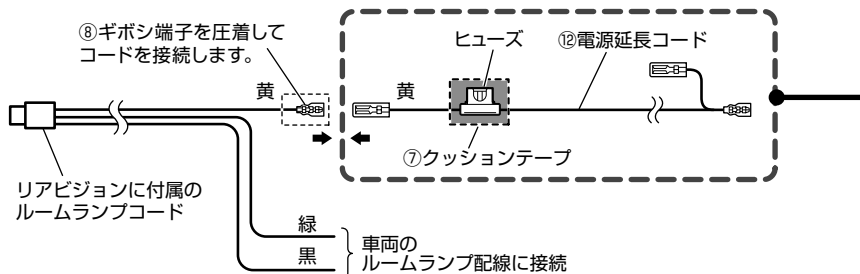 ⑧ギボシ端子を圧着して
コードを接続します。
ヒューズ
⑫電源延長コード
黄
黄
⑦クッションテープ
リアビジョンに付属の
ルームランプコード
緑
黒
車両の
ルームランプ配線に接続